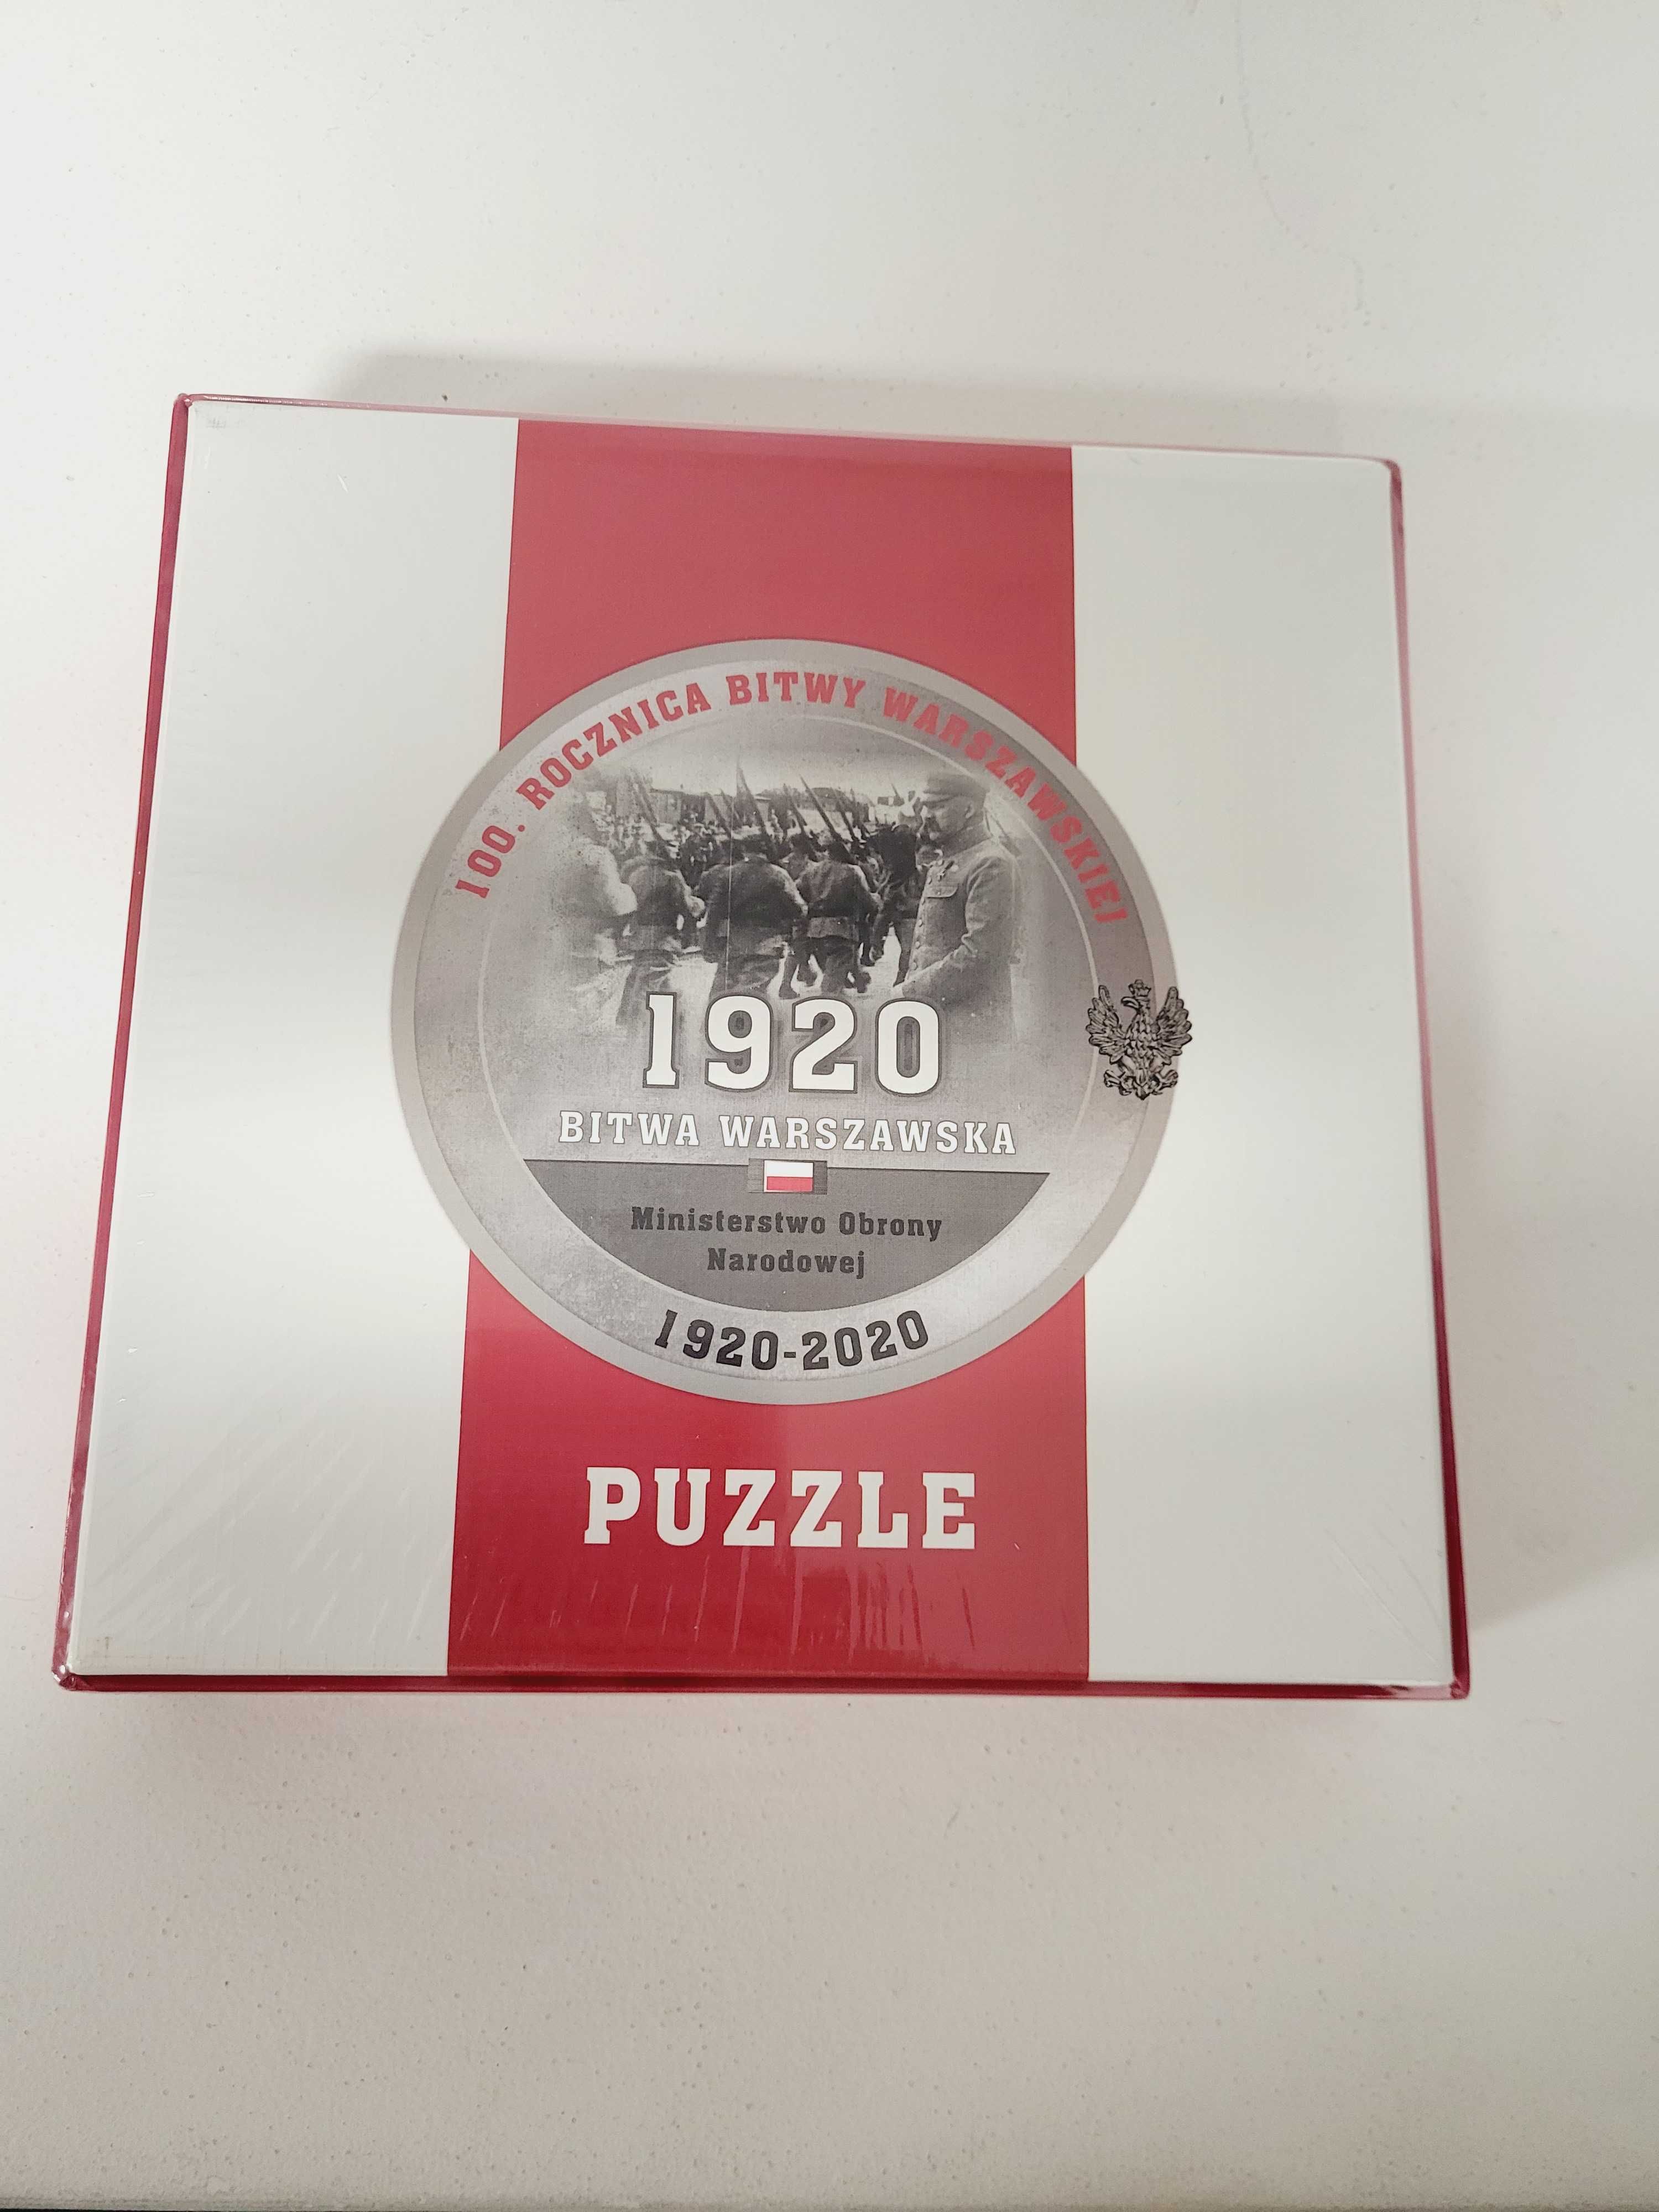 100. ROCZNICA BITWY WARSZAWSKIEJ
1920
BITWA WARSZAWSKA
Ministerstwo Obrony
Narodowej
1920-2020
PUZZLE